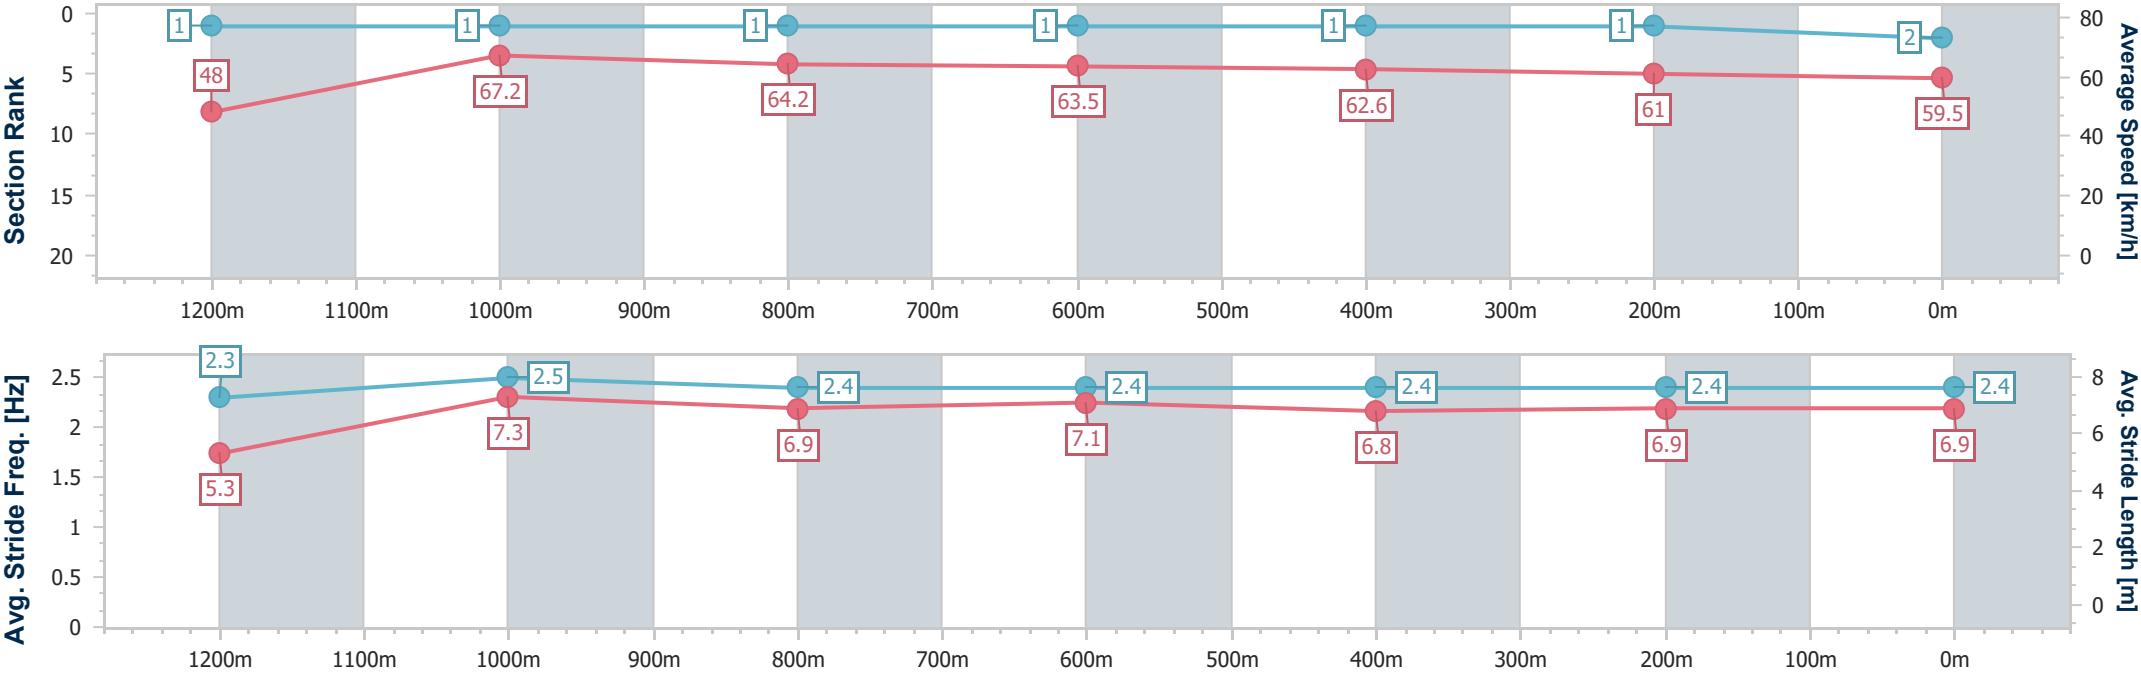 Section Rank
0
5
10
15
20
1 1 1 1 1 1 2
48 67.2 64.2 63.5 62.6 61 59.5
80
60
40
20
0
Average Speed [km/h]
1200m 1100m 1000m 900m 800m 700m 600m 500m 400m 300m 200m 100m 0m
Avg. Stride Freq. [Hz]
2.5
2
1.5
1
0.5
0
2.3 2.5 2.4 2.4 2.4 2.4 2.4
5.3 7.3 6.9 7.1 6.8 6.9 6.9
8
6
4
2
0
Avg. Stride Length [m]
1200m 1100m 1000m 900m 800m 700m 600m 500m 400m 300m 200m 100m 0m